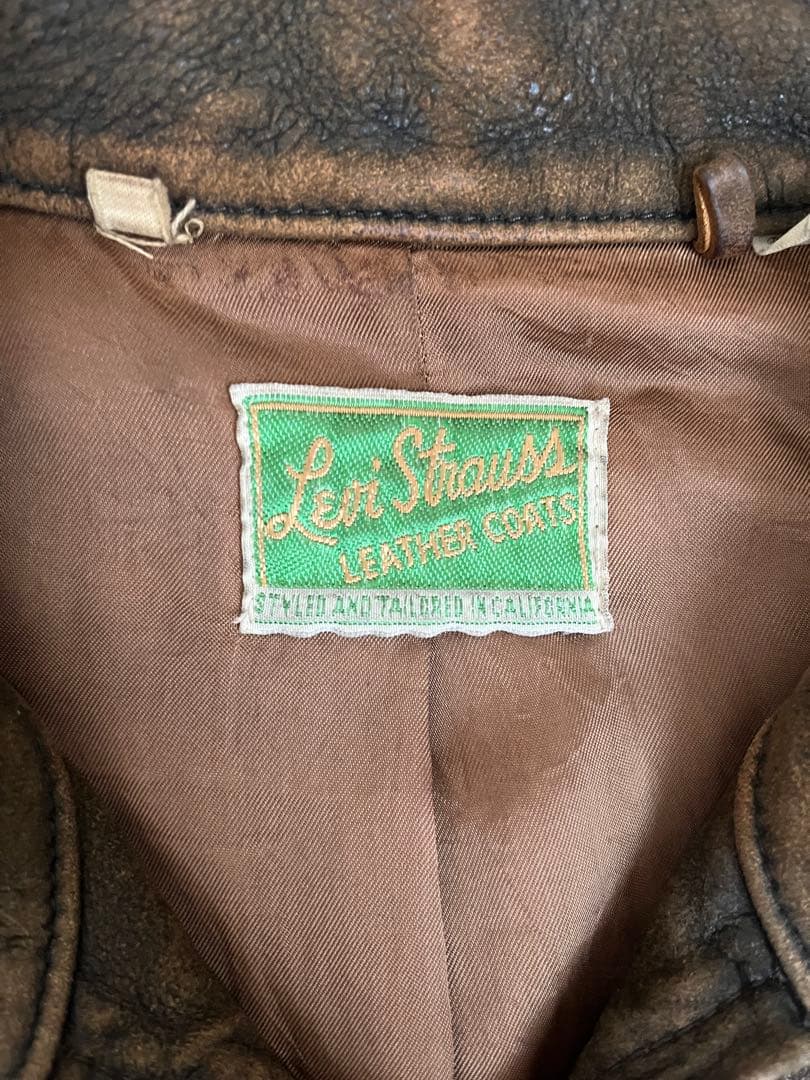 Levi Strauss
LEATHER COATS
STYLED AND TAILORED IN CALIFORNIA